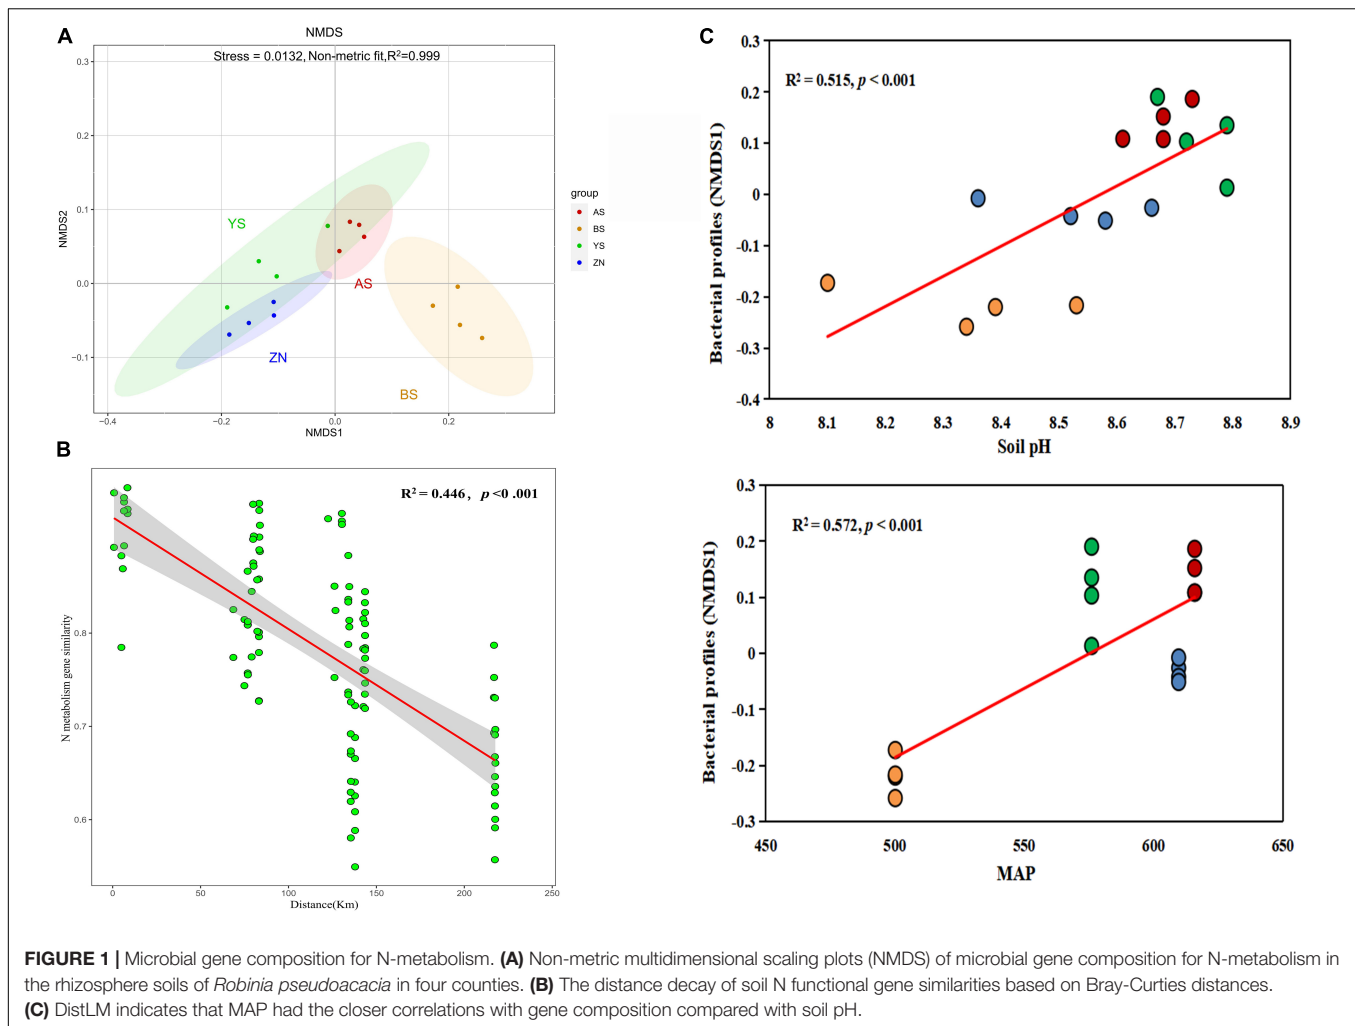 A
NMDS
Stress = 0.0132, Non-metric fit,R²=0.999
0.3
0.2
0.1
0.0
−0.1
NMDS2
YS
AS
ZN
BS
−0.4
−0.2
0.0
0.2
NMDS1
group
AS
BS
YS
ZN
B
R² = 0.446, p <0 .001
0.8
0.7
0.6
N metabolism gene similarity
0
50
100
150
200
250
Distance(Km)
C
0.3
0.2
0.1
0
-0.1
-0.2
-0.3
-0.4
Bacterial profiles (NMDS1)
R² = 0.515, p < 0.001
8
8.1
8.2
8.3
8.4
8.5
8.6
8.7
8.8
8.9
Soil pH
0.3
0.2
0.1
0
-0.1
-0.2
-0.3
Bacterial profiles (NMDS1)
R² = 0.572, p < 0.001
450
500
550
600
650
MAP
FIGURE 1 | Microbial gene composition for N-metabolism. (A) Non-metric multidimensional scaling plots (NMDS) of microbial gene composition for N-metabolism in
the rhizosphere soils of Robinia pseudoacacia in four counties. (B) The distance decay of soil N functional gene similarities based on Bray-Curties distances.
(C) DistLM indicates that MAP had the closer correlations with gene composition compared with soil pH.